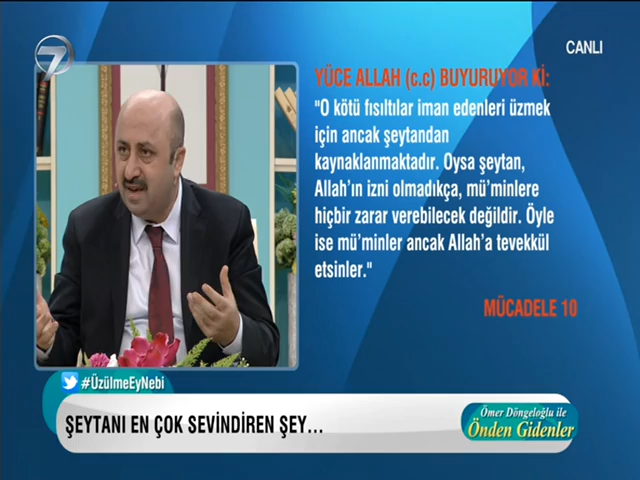 7
CANLI
YÜCE ALLAH (c.c) BUYURUYOR Kİ:
"O kötü fısıltılar iman edenleri üzmek
için ancak şeytandan
kaynaklanmaktadır. Oysa şeytan,
Allah'ın izni olmadıkça, mü'minlere
hiçbir zarar verebilecek değildir. Öyle
ise mü'minler ancak Allah'a tevekkül
etsinler."
MÜCADELE 10
#ÜzülmeEyNebi
ŞEYTANI EN ÇOK SEVİNDİREN ŞEY...
Ömer Döngeloğlu ile
Önden Gidenler